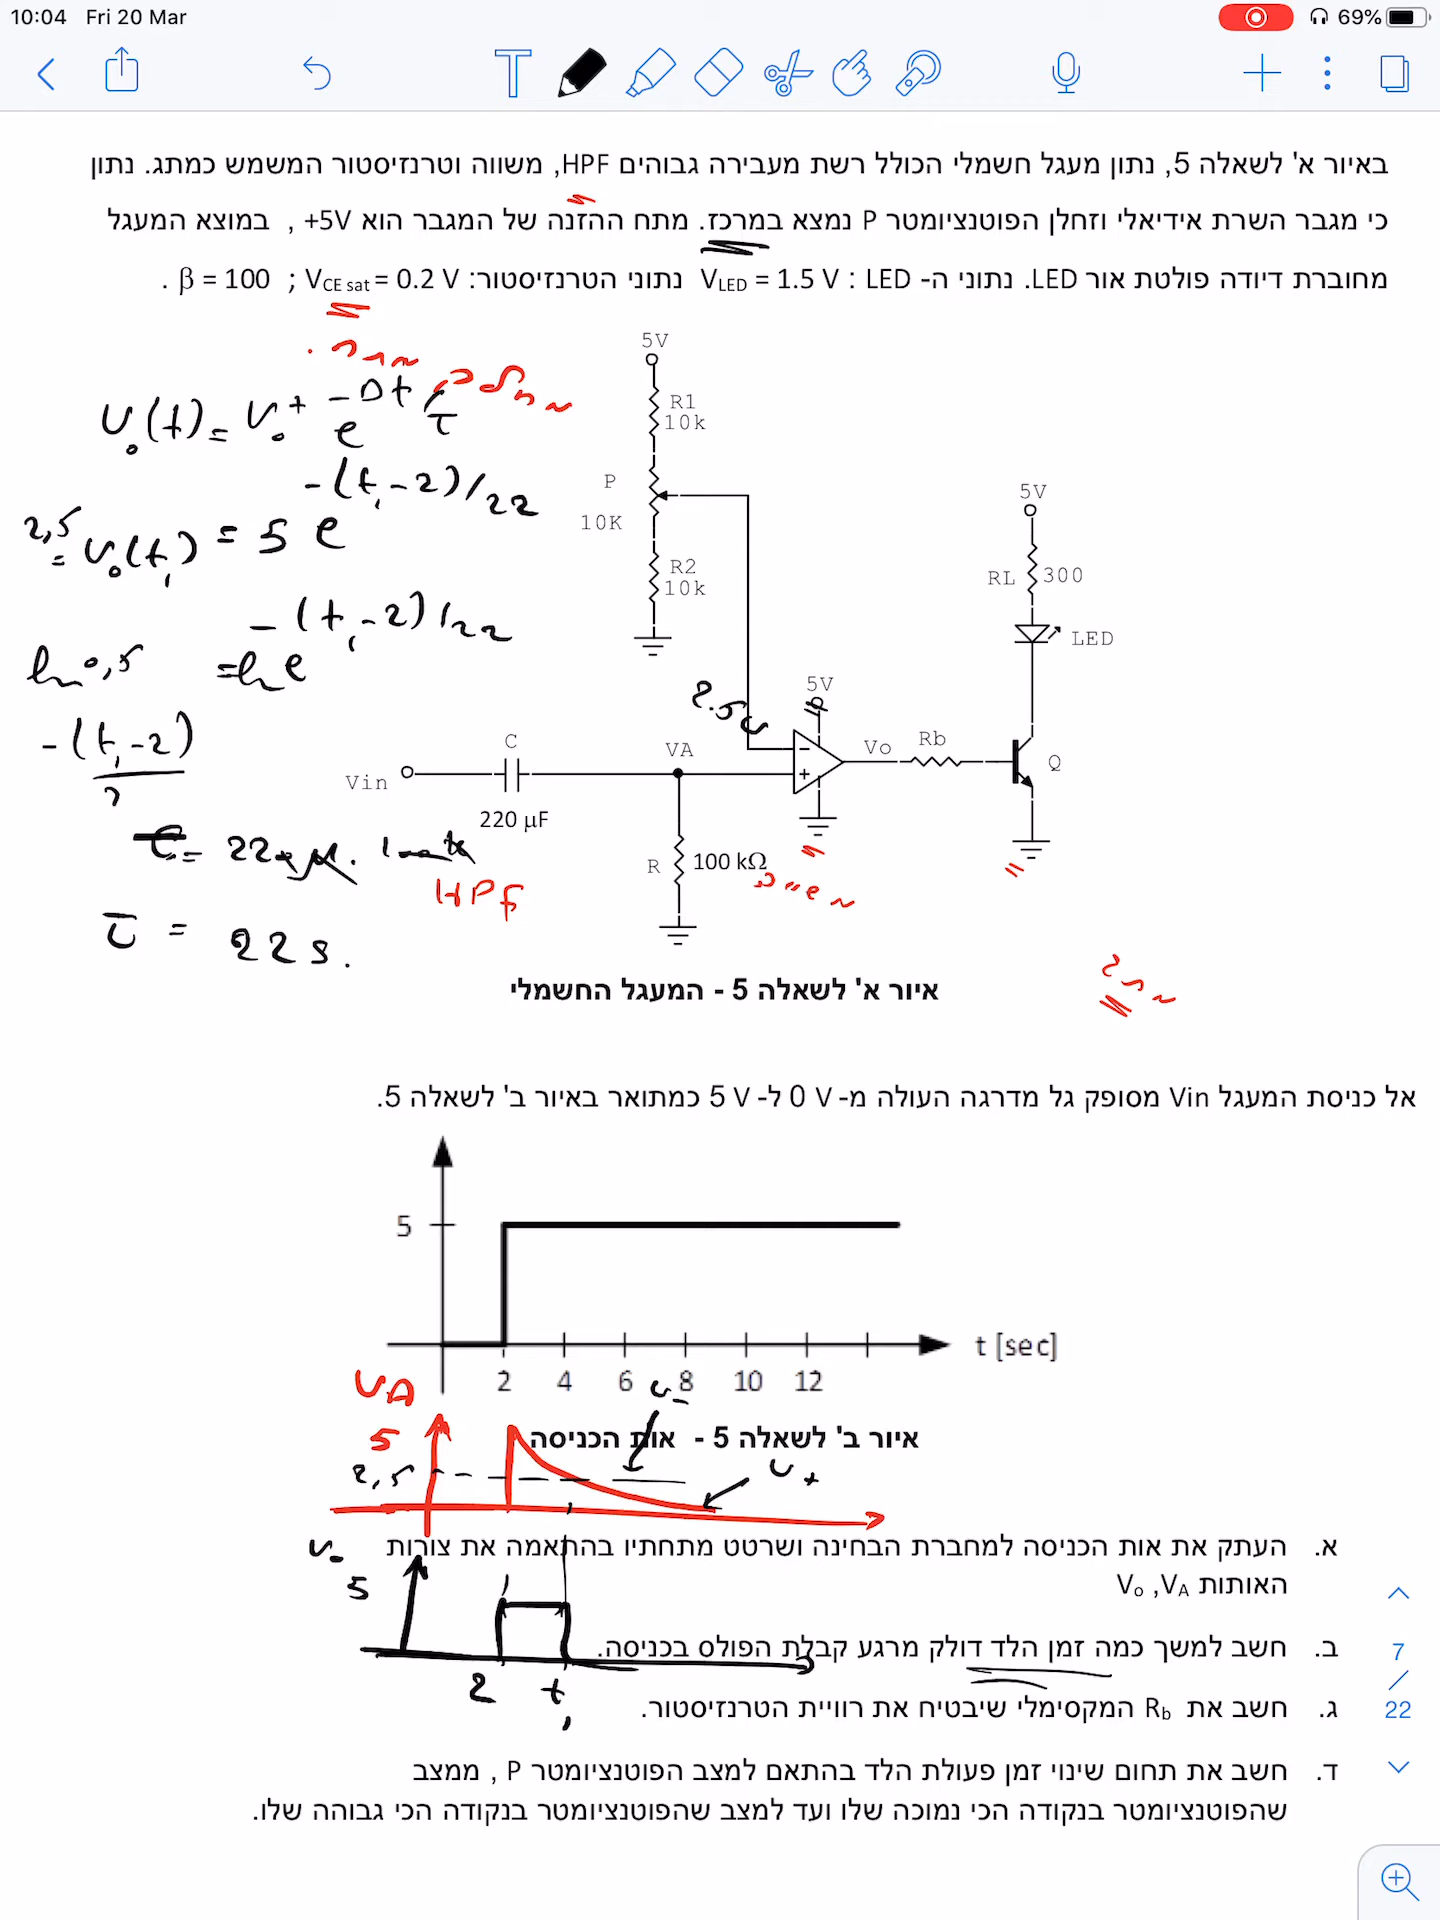 10:04 Fri 20 Mar 69%
באיור א' לשאלה 5, נתון מעגל חשמלי הכולל רשת מעבירה גבוהים HPF, משווה וטרנזיסטור המשמש כמתג. נתון
כי מגבר השרת אידיאלי וזחלן הפוטנציומטר P נמצא במרכז. מתח ההזנה של המגבר הוא +5V , במוצא המעגל
מחוברת דיודה פולטת אור LED. נתוני ה- LED : VLED = 1.5 V נתוני הטרנזיסטור: VCE sat = 0.2 V ; β = 100 .
5V
R1
10k
P
10K
R2
10k
5V
RL 300
LED
2.5v
5V
C
VA
Vo
Rb
Q
Vin
220 µF
R
100 kΩ
HPF
V₀(t) = V₀⁺ e -Δt/τ
2,5 = V₀(t₁) = 5 e -(t₁-2)/22
ln 0,5 = ln e -(t₁-2)/22
-(t₁-2)
τ = 22 s.
איור א' לשאלה 5 - המעגל החשמלי
אל כניסת המעגל Vin מסופק גל מדרגה העולה מ- 0 V ל- 5 V כמתואר באיור ב' לשאלה 5.
5
t [sec]
2 4 6 8 10 12
VA
5
2,5
V-
V+
איור ב' לשאלה 5 - אות הכניסה
א. העתק את אות הכניסה למחברת הבחינה ושרטט מתחתיו בהתאמה את צורות
האותות VA, Vo
5
ב. חשב למשך כמה זמן הלד דולק מרגע קבלת הפולס בכניסה.
2 t₁
ג. חשב את Rb המקסימלי שיבטיח את רוויית הטרנזיסטור.
ד. חשב את תחום שינוי זמן פעולת הלד בהתאם למצב הפוטנציומטר P , ממצב
שהפוטנציומטר בנקודה הכי נמוכה שלו ועד למצב שהפוטנציומטר בנקודה הכי גבוהה שלו.
7
/
22